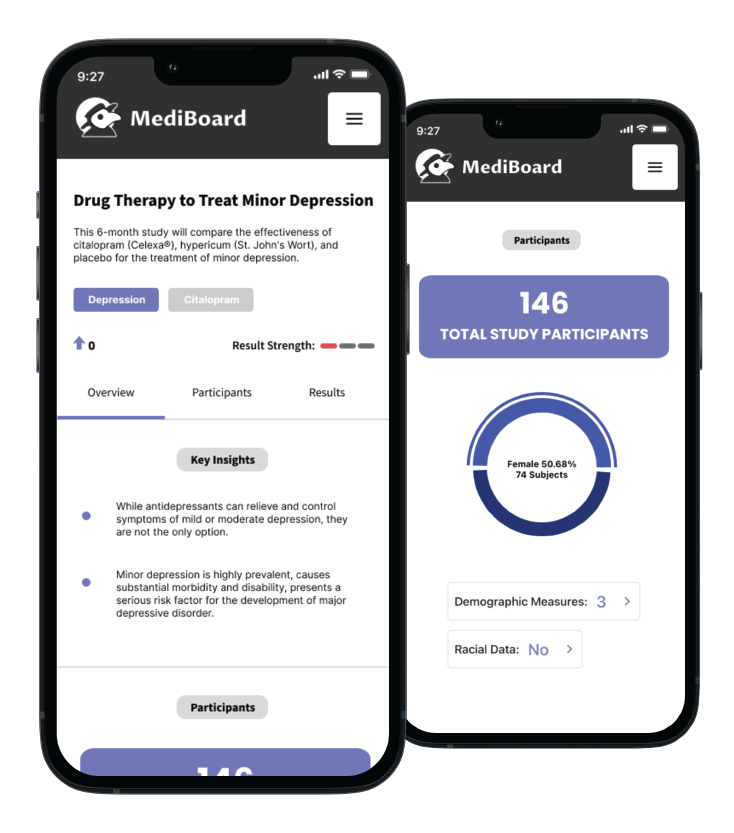 9:27
MediBoard
Drug Therapy to Treat Minor Depression
This 6-month study will compare the effectiveness of
citalopram (Celexa®), hypericum (St. John's Wort), and
placebo for the treatment of minor depression.
Depression
Citalopram
0
Result Strength:
Overview
Participants
Results
Key Insights
While antidepressants can relieve and control
symptoms of mild or moderate depression, they
are not the only option.
Minor depression is highly prevalent, causes
substantial morbidity and disability, presents a
serious risk factor for the development of major
depressive disorder.
Participants
146
9:27
MediBoard
Participants
146
TOTAL STUDY PARTICIPANTS
Female 50.68%
74 Subjects
Demographic Measures: 3
Racial Data: No